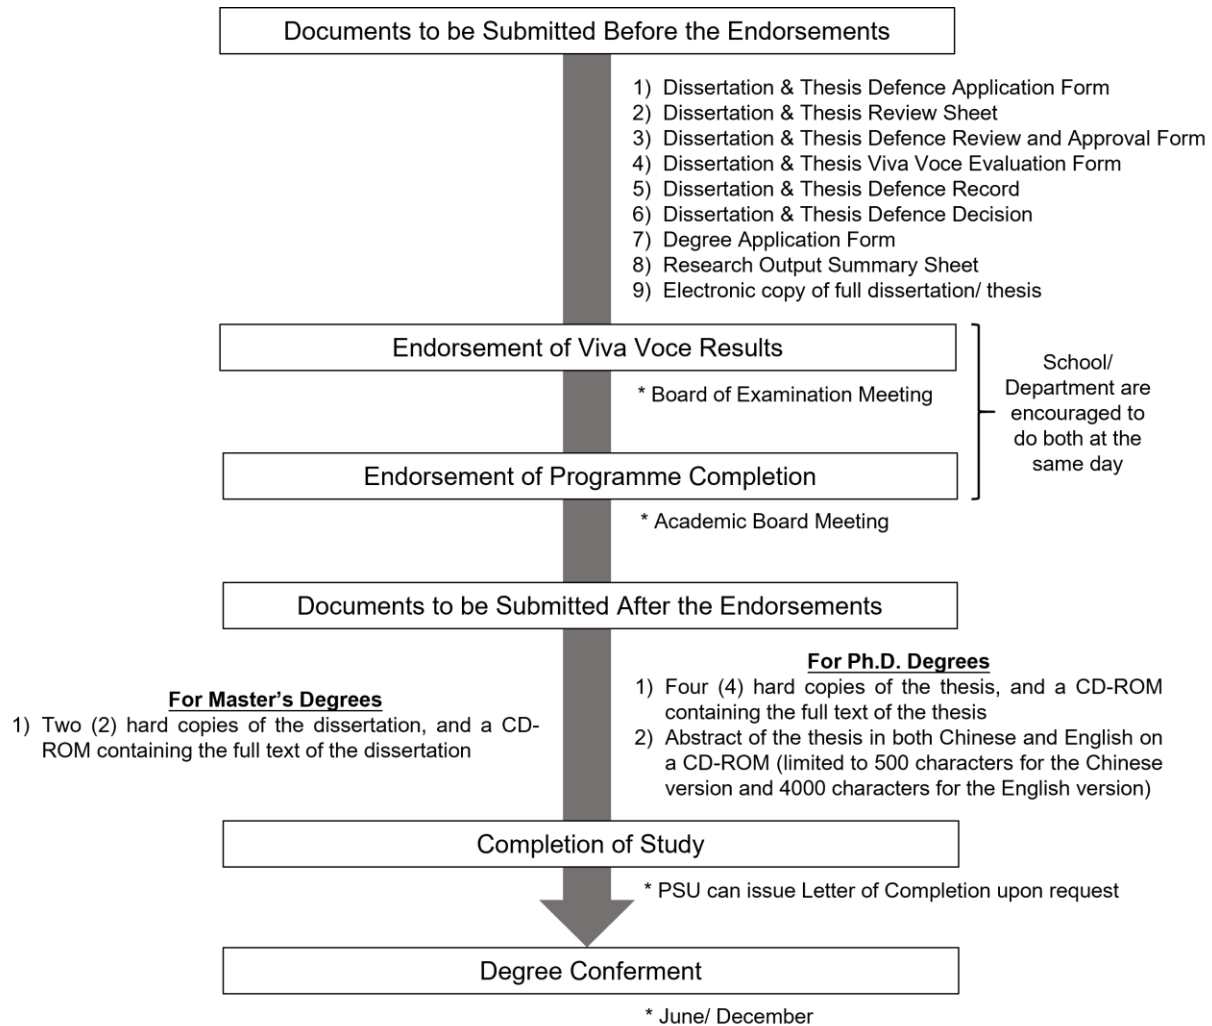 Documents to be Submitted Before the Endorsements
1) Dissertation & Thesis Defence Application Form
2) Dissertation & Thesis Review Sheet
3) Dissertation & Thesis Defence Review and Approval Form
4) Dissertation & Thesis Viva Voce Evaluation Form
5) Dissertation & Thesis Defence Record
6) Dissertation & Thesis Defence Decision
7) Degree Application Form
8) Research Output Summary Sheet
9) Electronic copy of full dissertation/ thesis
Endorsement of Viva Voce Results
* Board of Examination Meeting
School/
Department are
encouraged to
do both at the
same day
Endorsement of Programme Completion
* Academic Board Meeting
Documents to be Submitted After the Endorsements
For Master's Degrees
1) Two (2) hard copies of the dissertation, and a CD-
ROM containing the full text of the dissertation
For Ph.D. Degrees
1) Four (4) hard copies of the thesis, and a CD-ROM
containing the full text of the thesis
2) Abstract of the thesis in both Chinese and English on
a CD-ROM (limited to 500 characters for the Chinese
version and 4000 characters for the English version)
Completion of Study
* PSU can issue Letter of Completion upon request
Degree Conferment
* June/ December